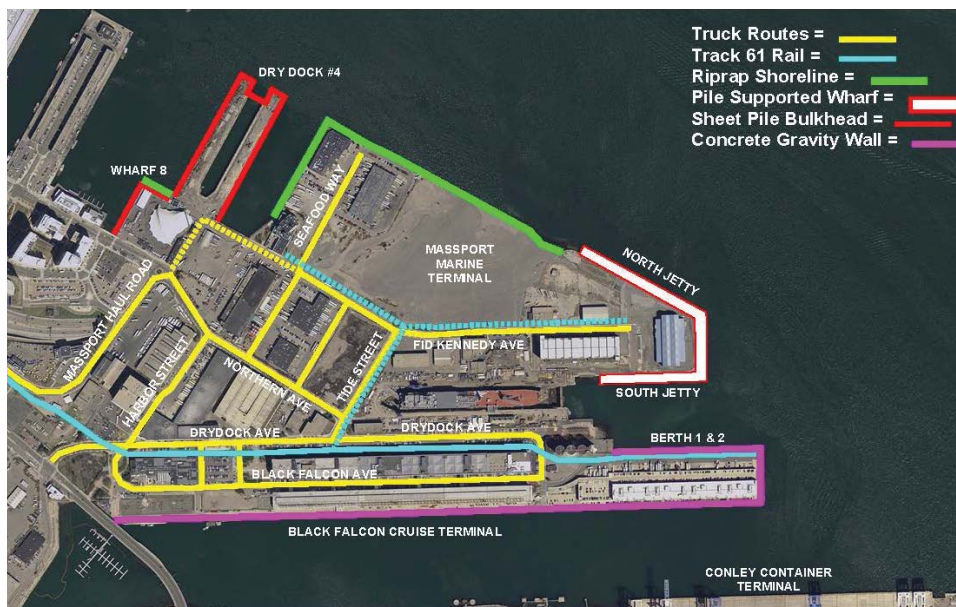 Truck Routes =
Track 61 Rail =
Riprap Shoreline =
Pile Supported Wharf =
Sheet Pile Bulkhead =
Concrete Gravity Wall =
DRY DOCK #4
WHARF 8
SEAFOOD WAY
MASSPORT
MARINE
TERMINAL
NORTH JETTY
MASSPORT HAUL ROAD
HARBOR STREET
NORTHERN AVE
TIDE STREET
FID KENNEDY AVE
SOUTH JETTY
DRYDOCK AVE
DRYDOCK AVE
BERTH 1 & 2
BLACK FALCON AVE
BLACK FALCON CRUISE TERMINAL
CONLEY CONTAINER
TERMINAL